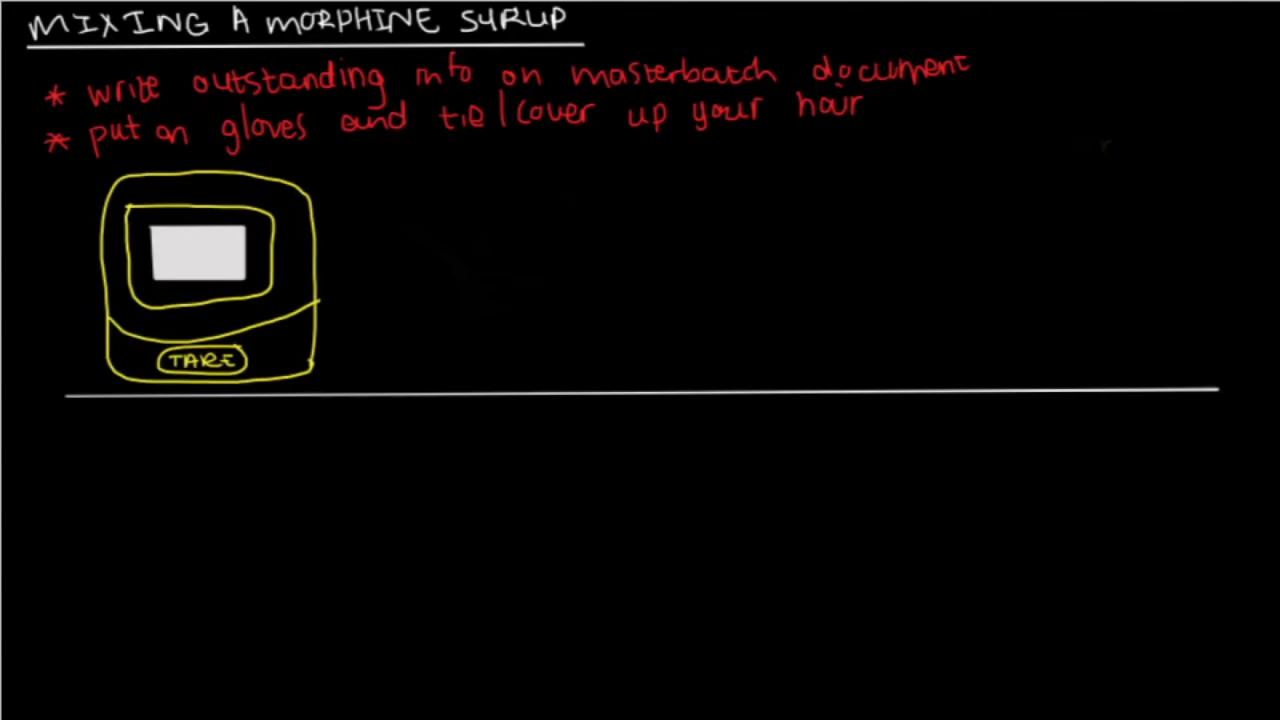 MIXING A MORPHINE SYRUP
* write outstanding info on masterbatch document
* put on gloves and tie/cover up your hair
TARE